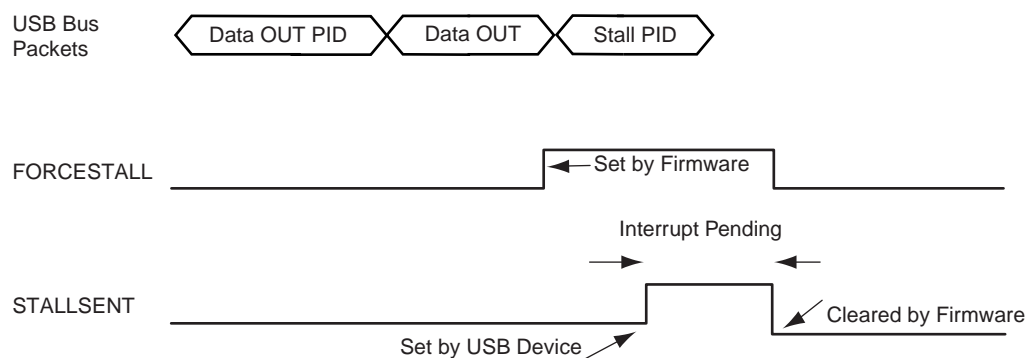 USB Bus
Packets
Data OUT PID
Data OUT
Stall PID
FORCESTALL
Set by Firmware
Interrupt Pending
STALLSENT
Cleared by Firmware
Set by USB Device